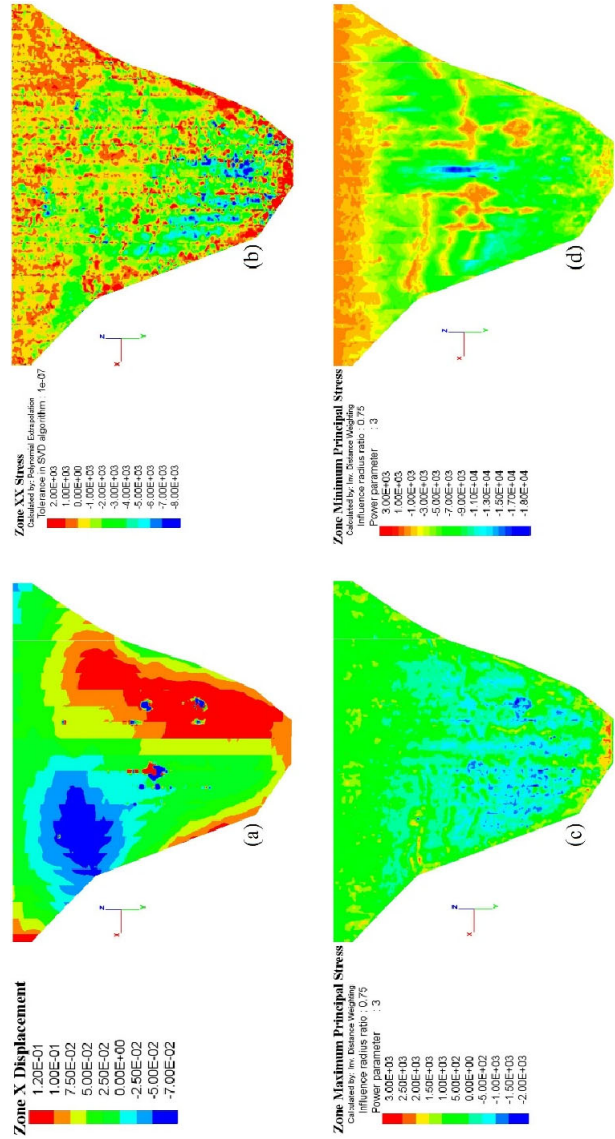 Zone X Displacement
1.20E-01
1.00E-01
7.50E-02
5.00E-02
2.50E-02
0.00E+00
-2.50E-02
-5.00E-02
-7.00E-02
X
Z
Y
(a)
Zone XX Stress
Calculated by: Polynomial Extrapolation
Tolerance in SVD algorithm : 1e-07
2.00E+03
1.00E+03
0.00E+00
-1.00E+03
-2.00E+03
-3.00E+03
-4.00E+03
-5.00E+03
-6.00E+03
-7.00E+03
-8.00E+03
X
Z
Y
(b)
Zone Maximum Principal Stress
Calculated by: Inv. Distance Weighting
Influence radius ratio : 0.75
Power parameter : 3
3.00E+03
2.50E+03
2.00E+03
1.50E+03
1.00E+03
5.00E+02
0.00E+00
-5.00E+02
-1.00E+03
-1.50E+03
-2.00E+03
X
Z
Y
(c)
Zone Minimum Principal Stress
Calculated by: Inv. Distance Weighting
Influence radius ratio : 0.75
Power parameter : 3
3.00E+03
1.00E+03
-1.00E+03
-3.00E+03
-5.00E+03
-7.00E+03
-9.00E+03
-1.10E+04
-1.30E+04
-1.50E+04
-1.70E+04
-1.80E+04
X
Z
Y
(d)